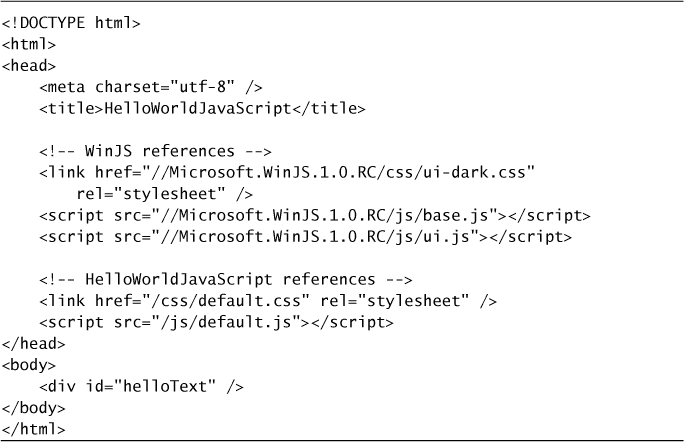 <!DOCTYPE html>
<html>
<head>
    <meta charset="utf-8" />
    <title>HelloWorldJavaScript</title>

    <!-- WinJS references -->
    <link href="//Microsoft.WinJS.1.0.RC/css/ui-dark.css"
        rel="stylesheet" />
    <script src="//Microsoft.WinJS.1.0.RC/js/base.js"></script>
    <script src="//Microsoft.WinJS.1.0.RC/js/ui.js"></script>

    <!-- HelloWorldJavaScript references -->
    <link href="/css/default.css" rel="stylesheet" />
    <script src="/js/default.js"></script>
</head>
<body>
    <div id="helloText" />
</body>
</html>